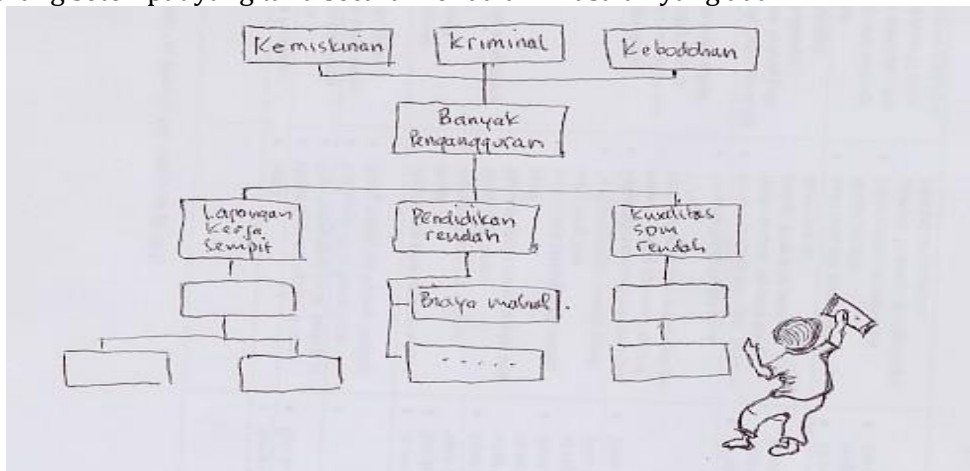 Kemiskinan
Kriminal
Kebodohan
Banyak
Pengangguran
Lapangan
Kerja
Sempit
Pendidikan
rendah
Kualitas
SDM
rendah
Biaya mahal.
.....